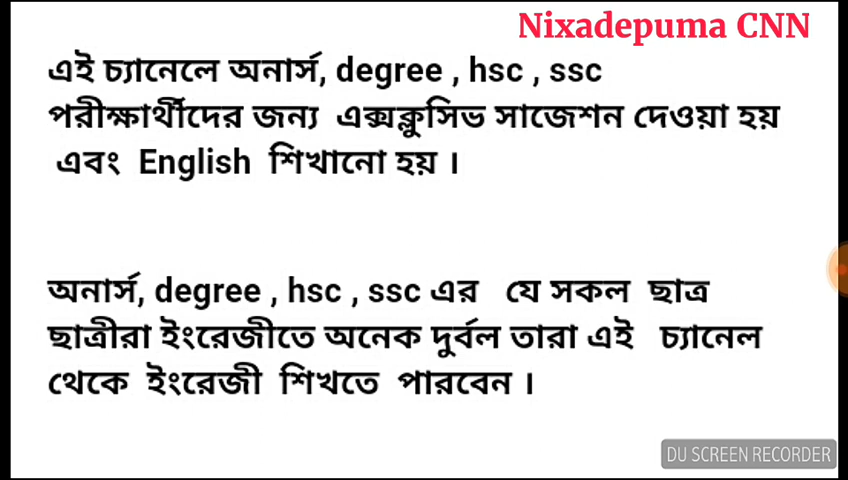 Nixadepuma CNN
এই চ্যানেলে অনার্স, degree , hsc , ssc
পরীক্ষার্থীদের জন্য এক্সক্লুসিভ সাজেশন দেওয়া হয়
এবং English শিখানো হয় ।
অনার্স, degree , hsc , ssc এর যে সকল ছাত্র
ছাত্রীরা ইংরেজীতে অনেক দুর্বল তারা এই চ্যানেল
থেকে ইংরেজী শিখতে পারবেন ।
DU SCREEN RECORDER